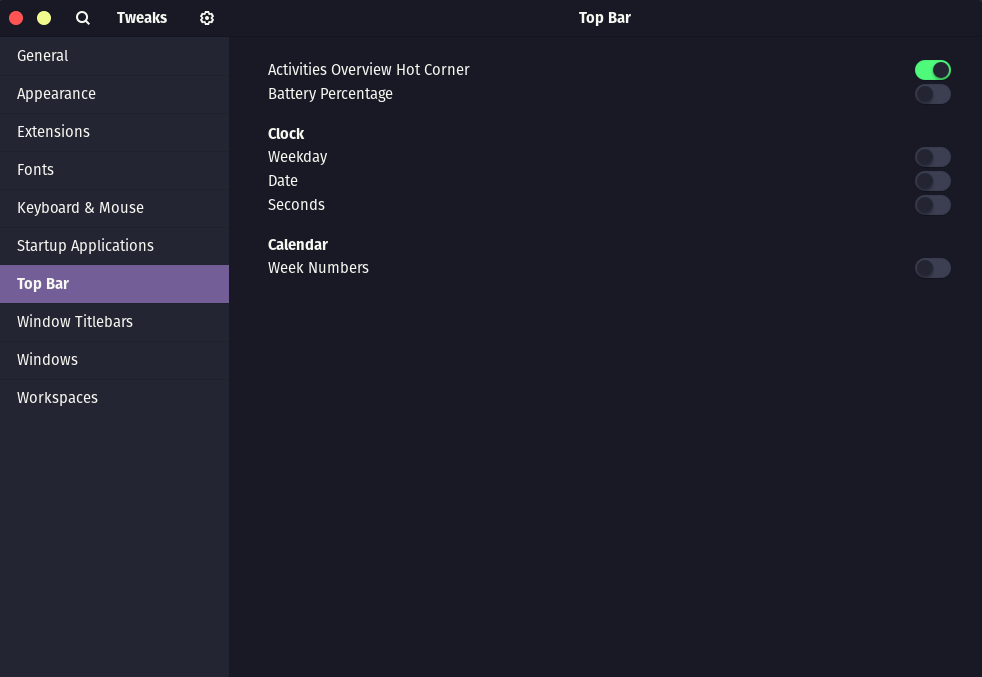 Tweaks
Top Bar
General
Appearance
Extensions
Fonts
Keyboard & Mouse
Startup Applications
Top Bar
Window Titlebars
Windows
Workspaces
Activities Overview Hot Corner
Battery Percentage
Clock
Weekday
Date
Seconds
Calendar
Week Numbers